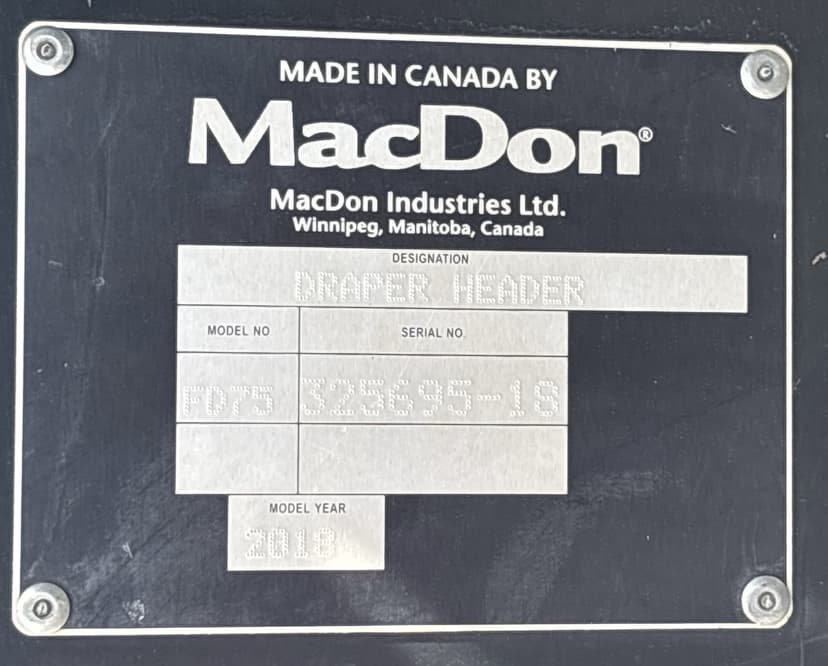 MADE IN CANADA BY
MacDon®
MacDon Industries Ltd.
Winnipeg, Manitoba, Canada
DESIGNATION
DRAPER HEADER
MODEL NO SERIAL NO.
FD75 325695-18
MODEL YEAR
2018